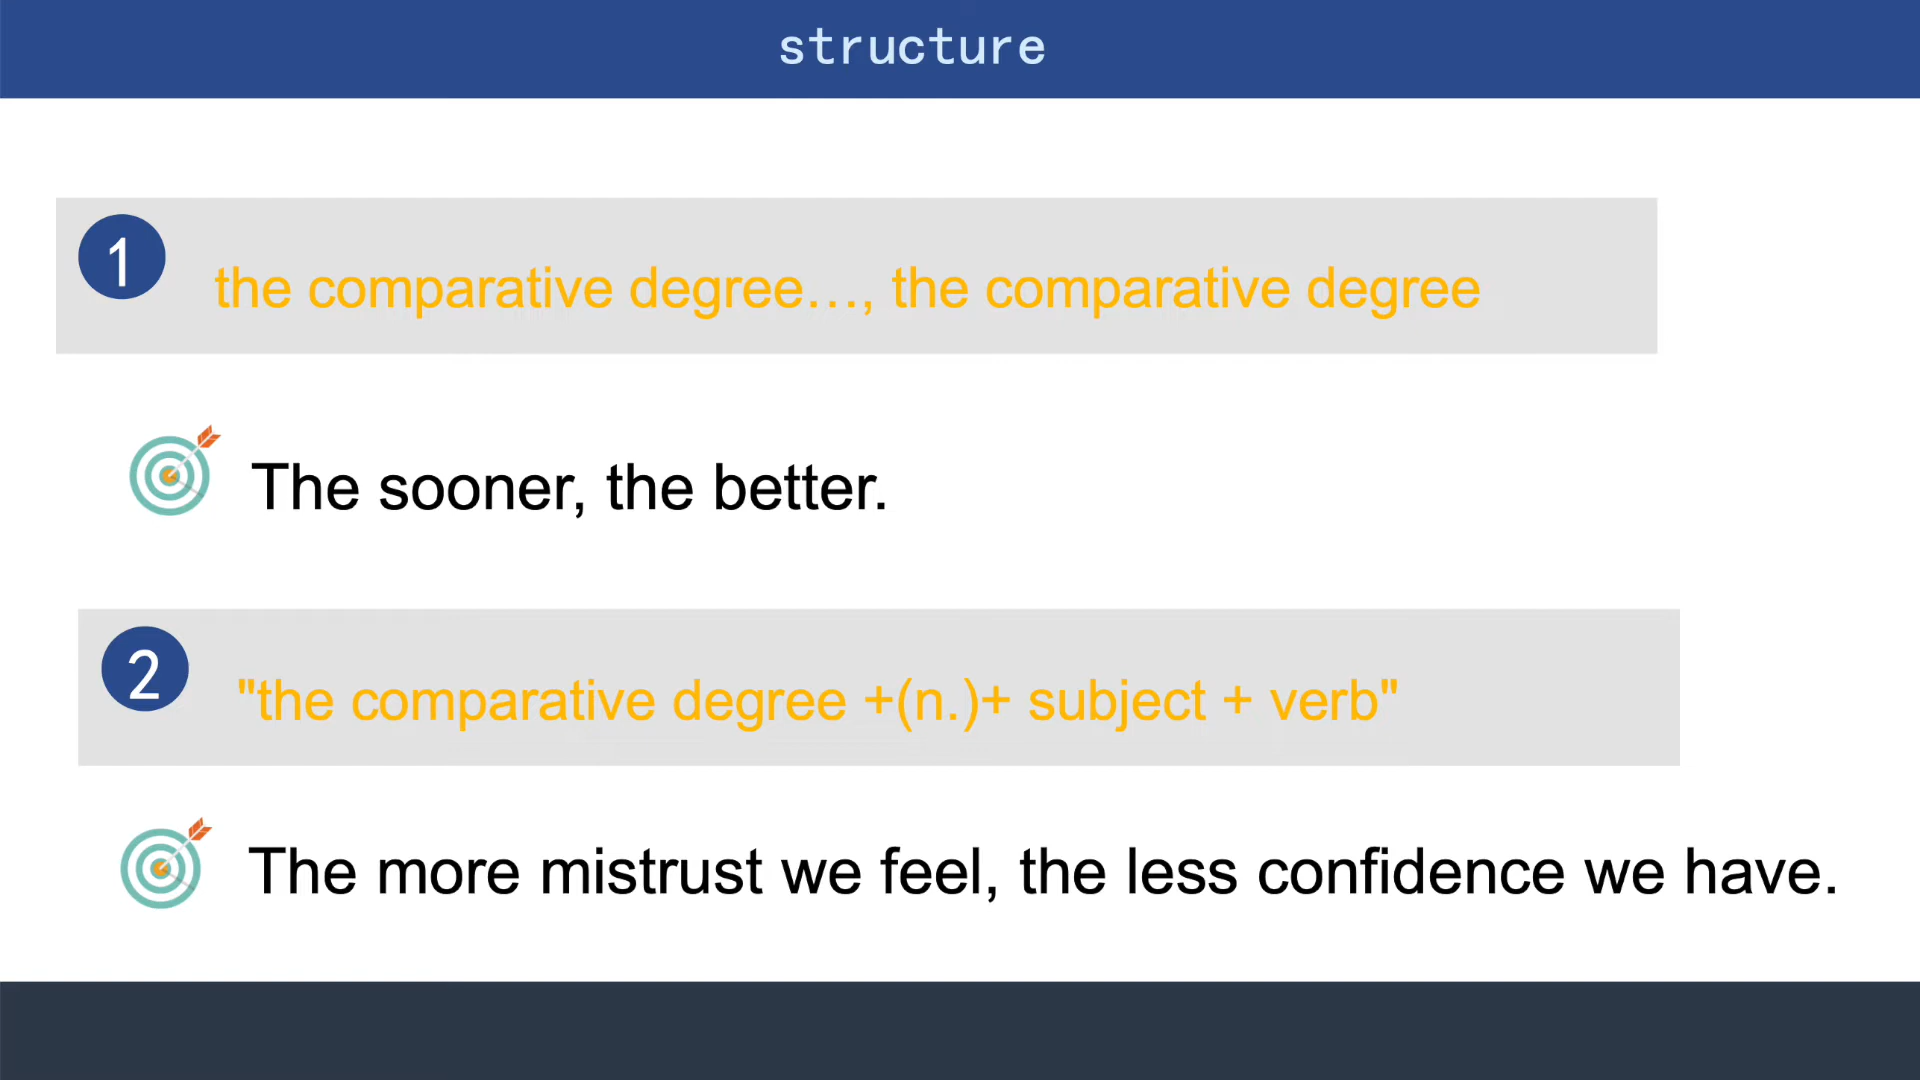 structure
1
the comparative degree…, the comparative degree
The sooner, the better.
2
"the comparative degree +(n.)+ subject + verb"
The more mistrust we feel, the less confidence we have.